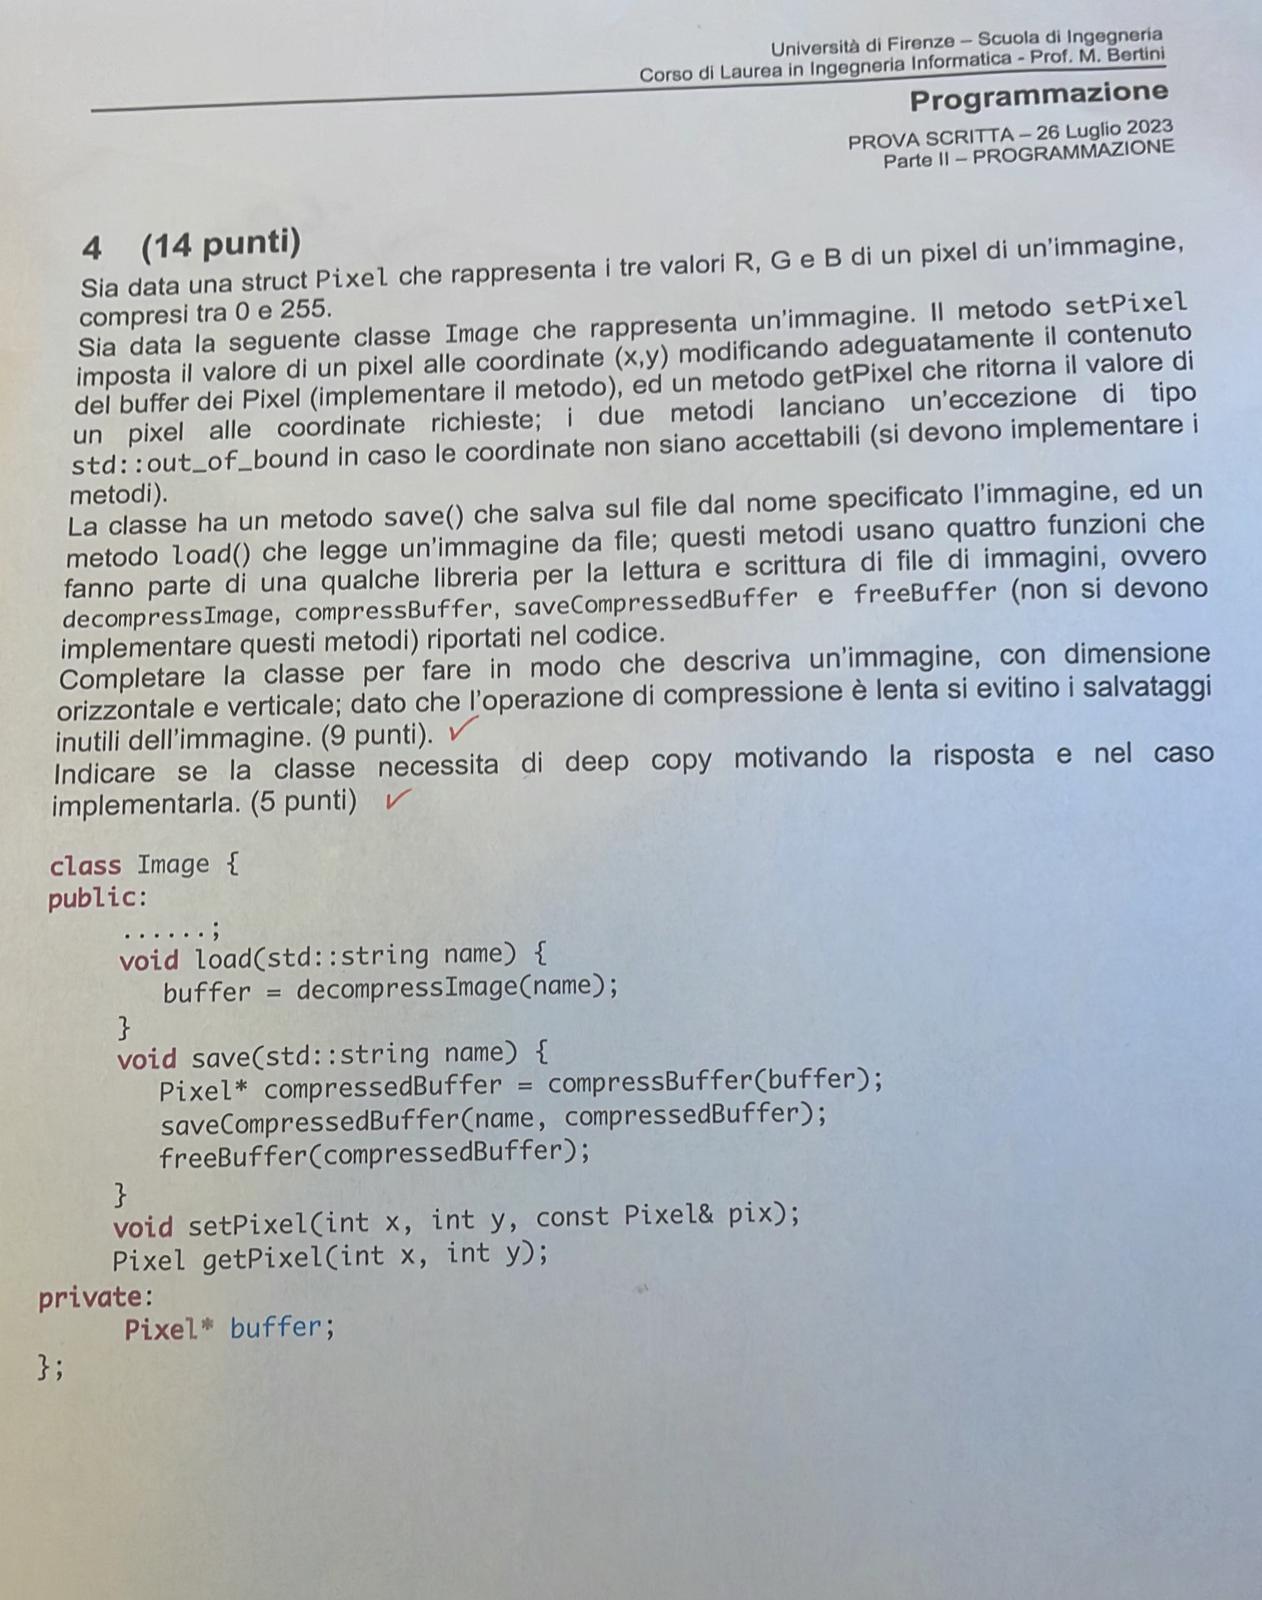 Università di Firenze – Scuola di Ingegneria
Corso di Laurea in Ingegneria Informatica - Prof. M. Bertini
Programmazione
PROVA SCRITTA – 26 Luglio 2023
Parte II – PROGRAMMAZIONE
4 (14 punti)
Sia data una struct Pixel che rappresenta i tre valori R, G e B di un pixel di un'immagine,
compresi tra 0 e 255.
Sia data la seguente classe Image che rappresenta un'immagine. Il metodo setPixel
imposta il valore di un pixel alle coordinate (x,y) modificando adeguatamente il contenuto
del buffer dei Pixel (implementare il metodo), ed un metodo getPixel che ritorna il valore di
un pixel alle coordinate richieste; i due metodi lanciano un'eccezione di tipo
std::out_of_bound in caso le coordinate non siano accettabili (si devono implementare i
metodi).
La classe ha un metodo save() che salva sul file dal nome specificato l'immagine, ed un
metodo load() che legge un'immagine da file; questi metodi usano quattro funzioni che
fanno parte di una qualche libreria per la lettura e scrittura di file di immagini, ovvero
decompressImage, compressBuffer, saveCompressedBuffer e freeBuffer (non si devono
implementare questi metodi) riportati nel codice.
Completare la classe per fare in modo che descriva un'immagine, con dimensione
orizzontale e verticale; dato che l'operazione di compressione è lenta si evitino i salvataggi
inutili dell'immagine. (9 punti).
Indicare se la classe necessita di deep copy motivando la risposta e nel caso
implementarla. (5 punti)
class Image {
public:
......;
void load(std::string name) {
buffer = decompressImage(name);
}
void save(std::string name) {
Pixel* compressedBuffer = compressBuffer(buffer);
saveCompressedBuffer(name, compressedBuffer);
freeBuffer(compressedBuffer);
}
void setPixel(int x, int y, const Pixel& pix);
Pixel getPixel(int x, int y);
private:
Pixel* buffer;
};